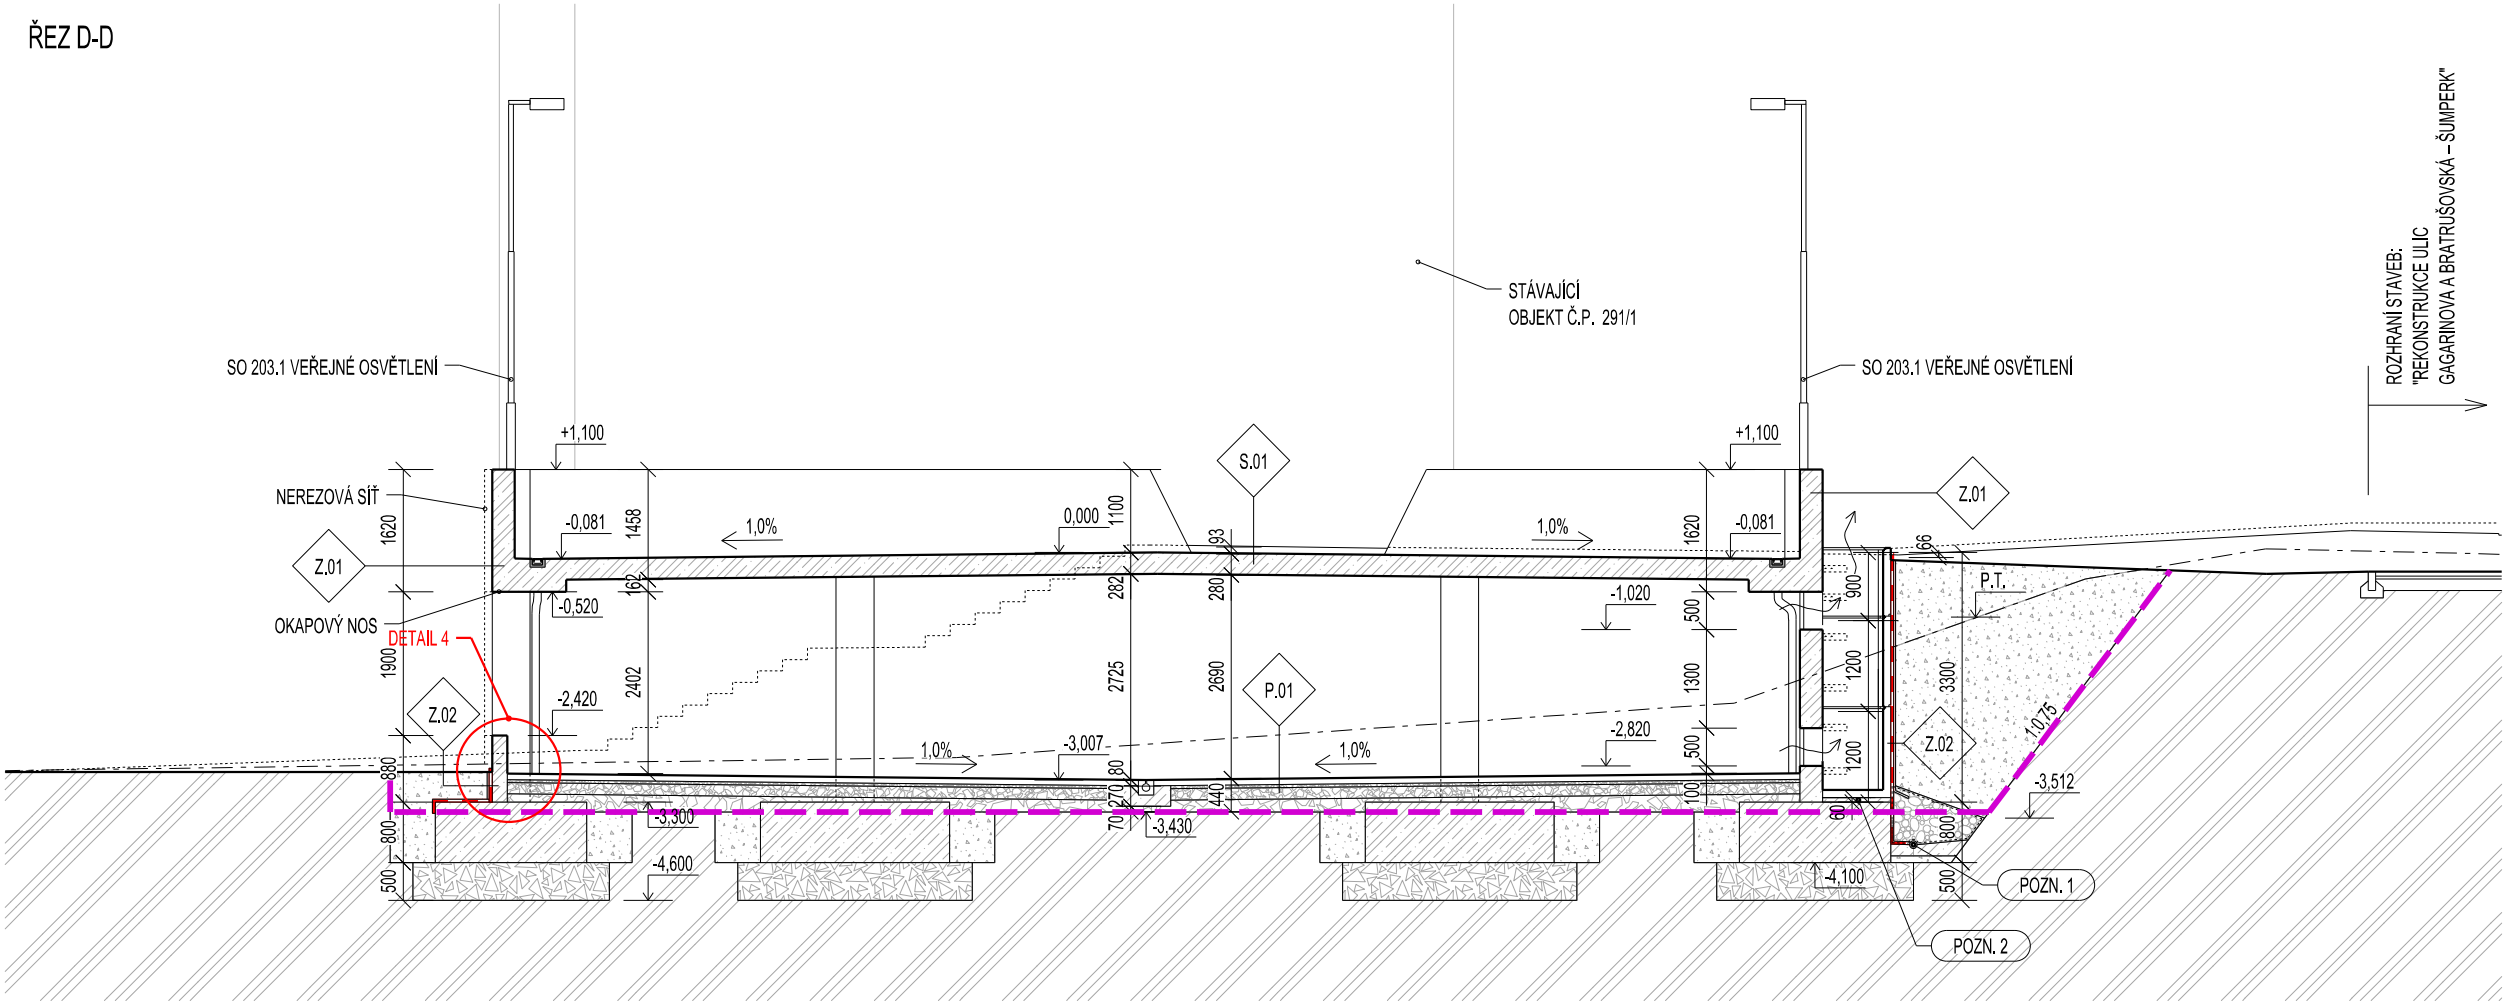 ŘEZ D-D
ROZHRANÍ STAVEB:
"REKONSTRUKCE ULIC
GAGARINOVA A BRATRUŠOVSKÁ – ŠUMPERK"
STÁVAJÍCÍ
OBJEKT Č.P. 291/1
SO 203.1 VEŘEJNÉ OSVĚTLENÍ
SO 203.1 VEŘEJNÉ OSVĚTLENÍ
+1,100
+1,100
S.01
NEREZOVÁ SÍŤ
Z.01
1620
-0,081
1458
1,0%
0,000
1100
93
1,0%
1620
-0,081
Z.01
66
Z.01
162
282
280
900
P.T.
-0,520
-1,020
500
OKAPOVÝ NOS
DETAIL 4
1900
2402
2725
2690
P.01
1300
1200
3300
Z.02
-2,420
1:0,75
1,0%
-3,007
1,0%
-2,820
500
1200
Z.02
880
80
270
440
100
60
-3,512
800
-3,300
70
-3,430
800
500
-4,600
-4,100
500
POZN. 1
POZN. 2